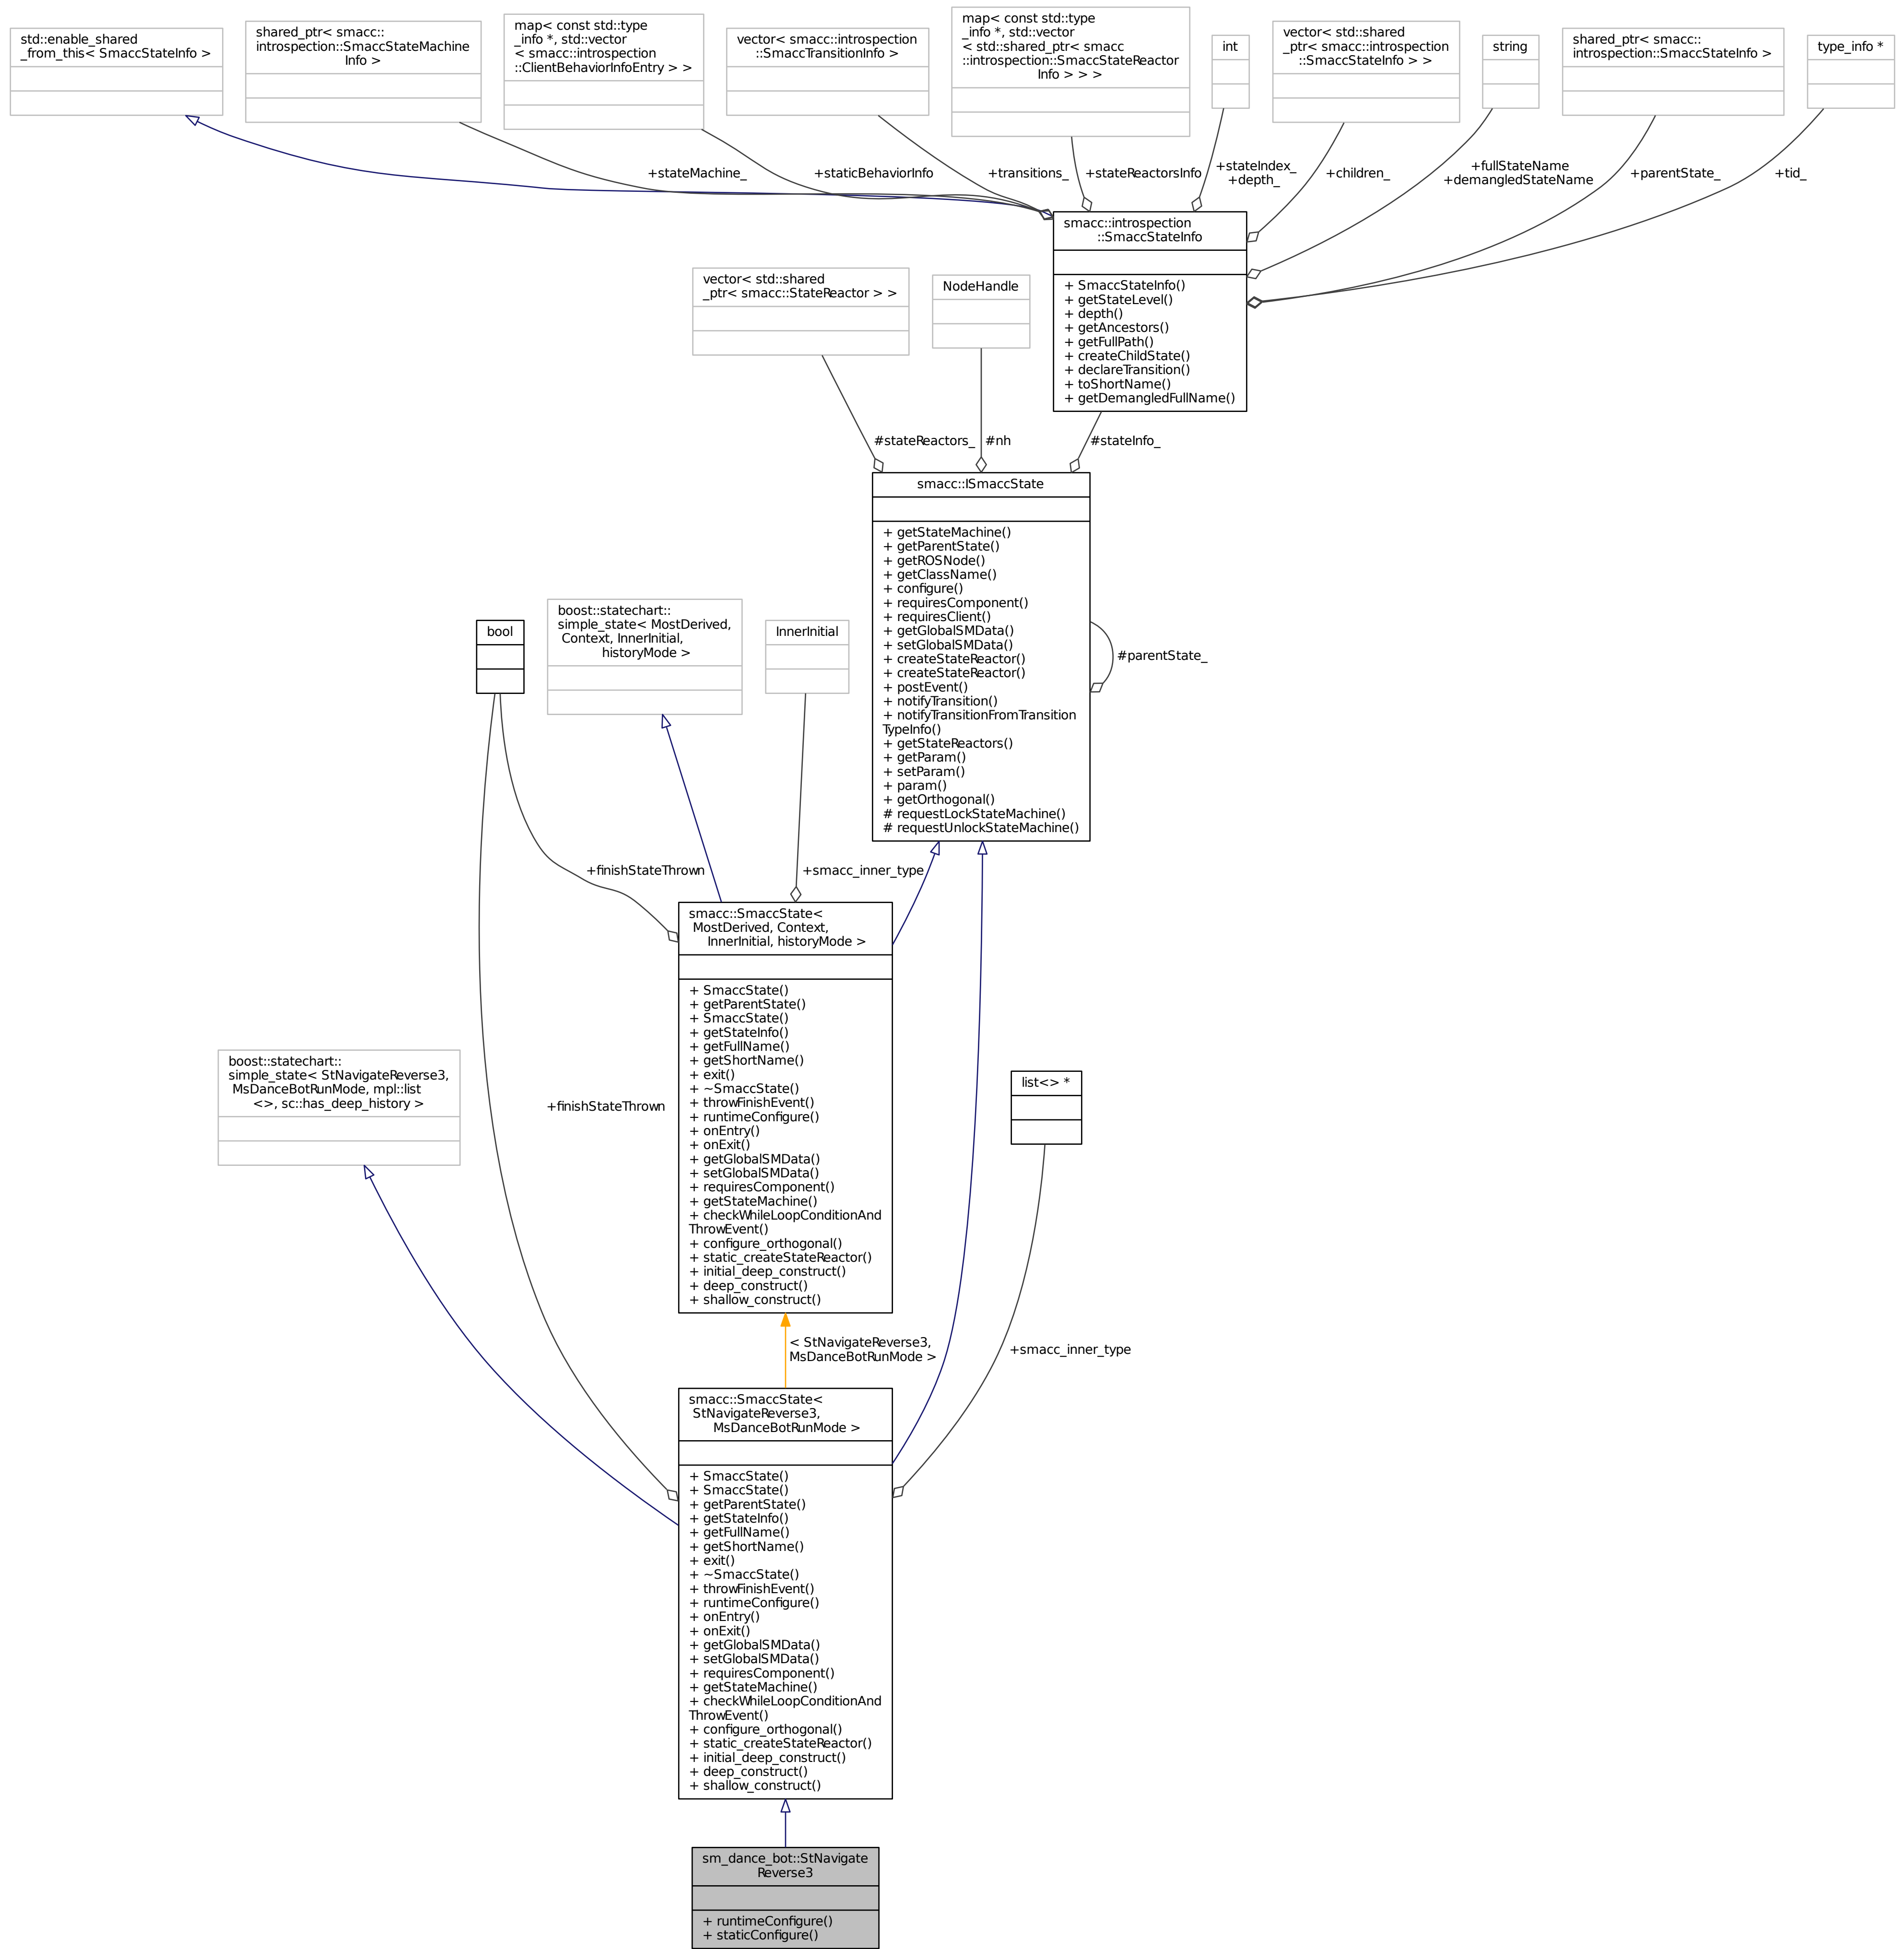 std::enable_shared
_from_this< SmaccStateInfo >
shared_ptr< smacc::
introspection::SmaccStateMachine
Info >
map< const std::type
_info *, std::vector
< smacc::introspection
::ClientBehaviorInfoEntry > >
vector< smacc::introspection
::SmaccTransitionInfo >
map< const std::type
_info *, std::vector
< std::shared_ptr< smacc
::introspection::SmaccStateReactor
Info > > >
int
vector< std::shared
_ptr< smacc::introspection
::SmaccStateInfo > >
string
shared_ptr< smacc::
introspection::SmaccStateInfo >
type_info *
+stateMachine_
+staticBehaviorInfo
+transitions_
+stateReactorsInfo
+stateIndex_
+depth_
+children_
+fullStateName
+demangledStateName
+parentState_
+tid_
smacc::introspection
::SmaccStateInfo
+ SmaccStateInfo()
+ getStateLevel()
+ depth()
+ getAncestors()
+ getFullPath()
+ createChildState()
+ declareTransition()
+ toShortName()
+ getDemangledFullName()
vector< std::shared
_ptr< smacc::StateReactor > >
NodeHandle
#stateReactors_
#nh
#stateInfo_
smacc::ISmaccState
+ getStateMachine()
+ getParentState()
+ getROSNode()
+ getClassName()
+ configure()
+ requiresComponent()
+ requiresClient()
+ getGlobalSMData()
+ setGlobalSMData()
+ createStateReactor()
+ createStateReactor()
+ postEvent()
+ notifyTransition()
+ notifyTransitionFromTransition
TypeInfo()
+ getStateReactors()
+ getParam()
+ setParam()
+ param()
+ getOrthogonal()
# requestLockStateMachine()
# requestUnlockStateMachine()
#parentState_
bool
boost::statechart::
simple_state< MostDerived,
Context, InnerInitial,
historyMode >
InnerInitial
+finishStateThrown
+smacc_inner_type
smacc::SmaccState<
MostDerived, Context,
InnerInitial, historyMode >
+ SmaccState()
+ getParentState()
+ SmaccState()
+ getStateInfo()
+ getFullName()
+ getShortName()
+ exit()
+ ~SmaccState()
+ throwFinishEvent()
+ runtimeConfigure()
+ onEntry()
+ onExit()
+ getGlobalSMData()
+ setGlobalSMData()
+ requiresComponent()
+ getStateMachine()
+ checkWhileLoopConditionAnd
ThrowEvent()
+ configure_orthogonal()
+ static_createStateReactor()
+ initial_deep_construct()
+ deep_construct()
+ shallow_construct()
boost::statechart::
simple_state< StNavigateReverse3,
MsDanceBotRunMode, mpl::list
<>, sc::has_deep_history >
+finishStateThrown
list<> *
< StNavigateReverse3,
MsDanceBotRunMode >
+smacc_inner_type
smacc::SmaccState<
StNavigateReverse3,
MsDanceBotRunMode >
+ SmaccState()
+ SmaccState()
+ getParentState()
+ getStateInfo()
+ getFullName()
+ getShortName()
+ exit()
+ ~SmaccState()
+ throwFinishEvent()
+ runtimeConfigure()
+ onEntry()
+ onExit()
+ getGlobalSMData()
+ setGlobalSMData()
+ requiresComponent()
+ getStateMachine()
+ checkWhileLoopConditionAnd
ThrowEvent()
+ configure_orthogonal()
+ static_createStateReactor()
+ initial_deep_construct()
+ deep_construct()
+ shallow_construct()
sm_dance_bot::StNavigate
Reverse3
+ runtimeConfigure()
+ staticConfigure()